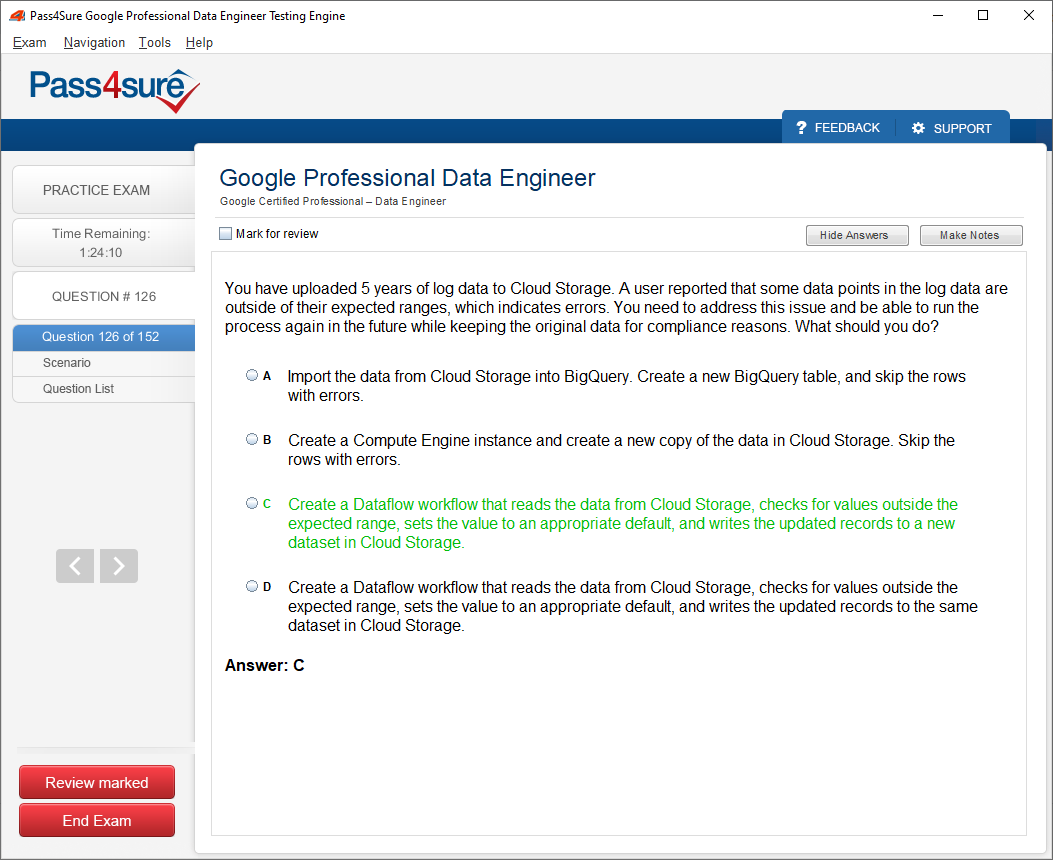 Pass4Sure Google Professional Data Engineer Testing Engine
Exam Navigation Tools Help
Pass4sure
? FEEDBACK SUPPORT
PRACTICE EXAM
Time Remaining:
1:24:10
QUESTION # 126
Question 126 of 152
Scenario
Question List
Review marked
End Exam
Google Professional Data Engineer
Google Certified Professional – Data Engineer
Mark for review
Hide Answers Make Notes
You have uploaded 5 years of log data to Cloud Storage. A user reported that some data points in the log data are
outside of their expected ranges, which indicates errors. You need to address this issue and be able to run the
process again in the future while keeping the original data for compliance reasons. What should you do?
A Import the data from Cloud Storage into BigQuery. Create a new BigQuery table, and skip the rows
with errors.
B Create a Compute Engine instance and create a new copy of the data in Cloud Storage. Skip the
rows with errors.
C Create a Dataflow workflow that reads the data from Cloud Storage, checks for values outside the
expected range, sets the value to an appropriate default, and writes the updated records to a new
dataset in Cloud Storage.
D Create a Dataflow workflow that reads the data from Cloud Storage, checks for values outside the
expected range, sets the value to an appropriate default, and writes the updated records to the same
dataset in Cloud Storage.
Answer: C